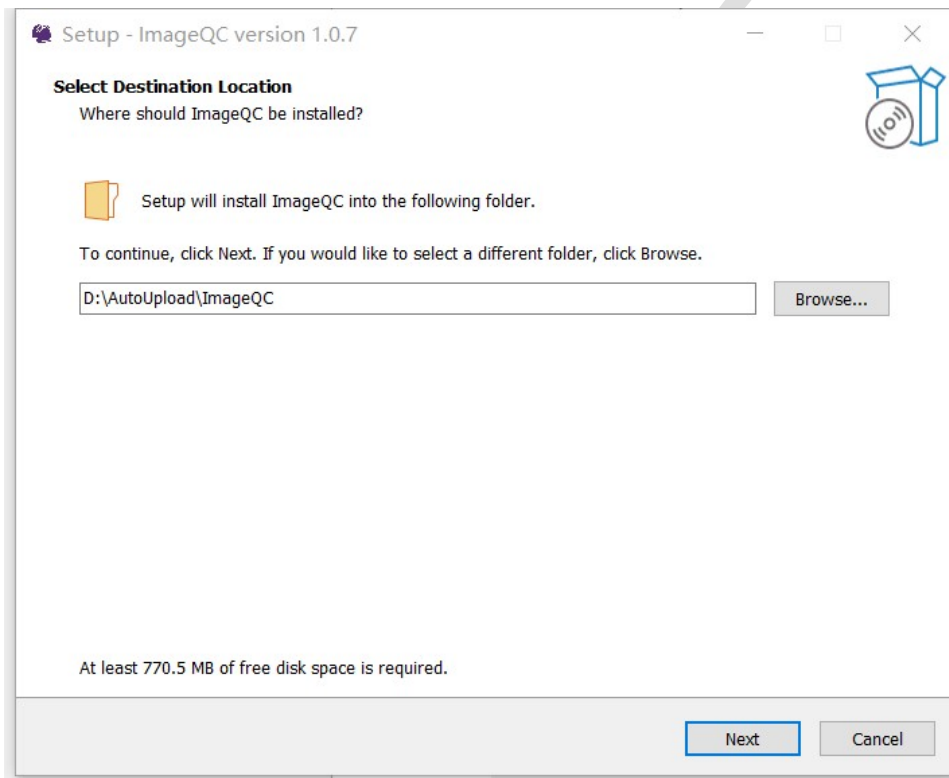 Setup - ImageQC version 1.0.7
Select Destination Location
Where should ImageQC be installed?
Setup will install ImageQC into the following folder.
To continue, click Next. If you would like to select a different folder, click Browse.
D:\AutoUpload\ImageQC
Browse...
At least 770.5 MB of free disk space is required.
Next
Cancel